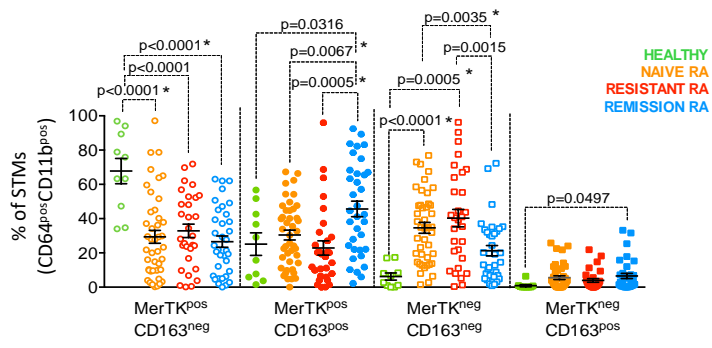 p=0.0316
p=0.0035 *
HEALTHY
p<0.0001 *
p=0.0067 *
p=0.0015
NAIVE RA
p<0.0001
p=0.0005 *
p=0.0005 *
RESISTANT RA
p<0.0001 *
p<0.0001 *
REMISSION RA
% of STMs
(CD64posCD11bpos)
100
80
60
40
20
0
p=0.0497
MerTKpos
CD163neg
MerTKpos
CD163pos
MerTKneg
CD163neg
MerTKneg
CD163pos